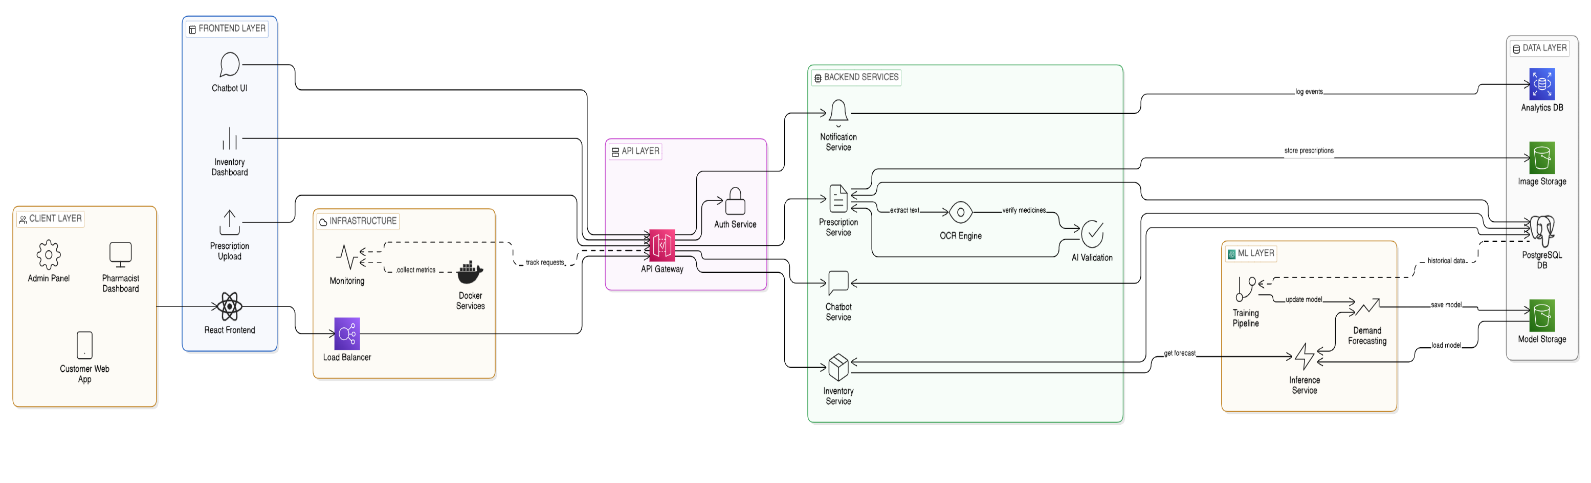 FRONTEND LAYER
Chatbot UI
Inventory
Dashboard
Prescription
Upload
React Frontend
CLIENT LAYER
Admin Panel
Pharmacist
Dashboard
Customer Web
App
INFRASTRUCTURE
Monitoring
collect metrics
Docker
Services
Load Balancer
track requests
API LAYER
Auth Service
API Gateway
BACKEND SERVICES
Notification
Service
Prescription
Service
extract text
OCR Engine
verify medicines
AI Validation
Chatbot
Service
Inventory
Service
log events
store prescriptions
get forecast
ML LAYER
Training
Pipeline
update model
Demand
Forecasting
Inference
Service
historical data
save model
load model
DATA LAYER
Analytics DB
Image Storage
PostgreSQL
DB
Model Storage